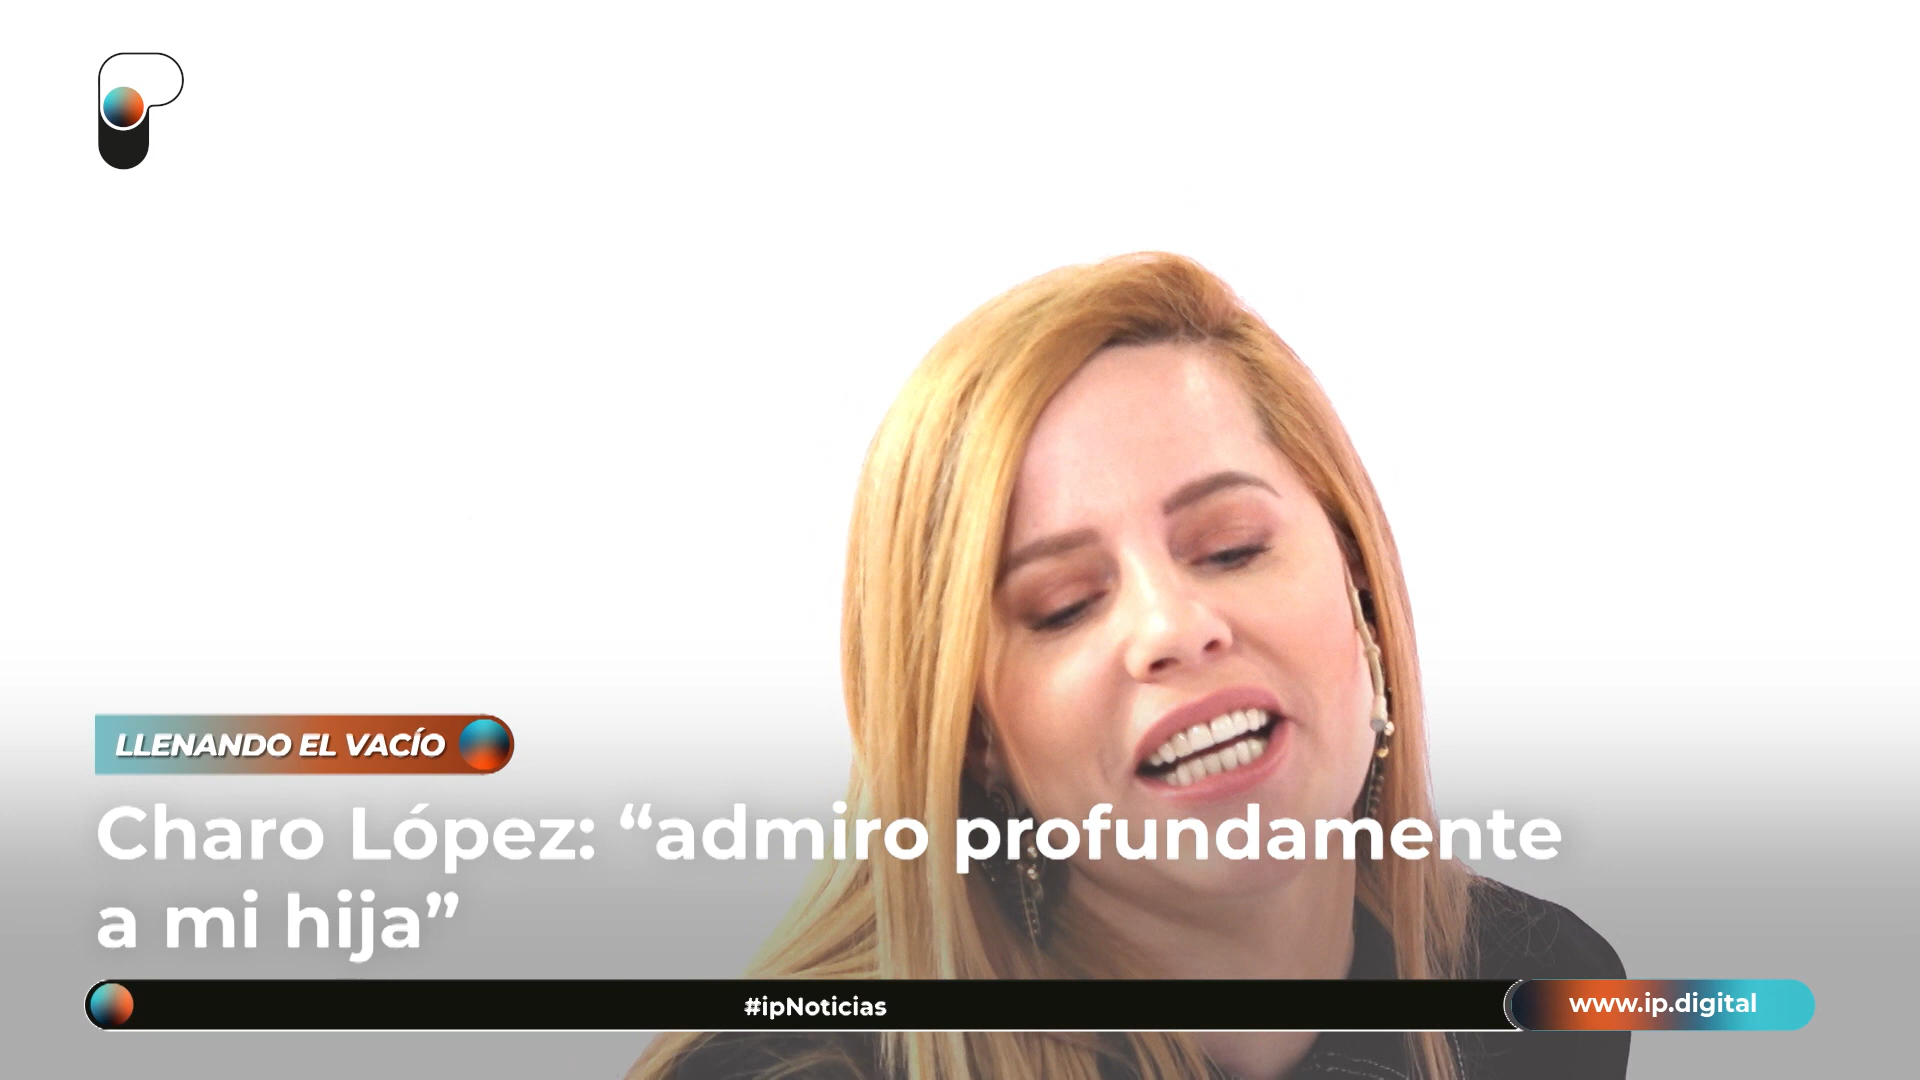 LLENANDO EL VACÍO
Charo López: “admiro profundamente
a mi hija”
#ipNoticias
www.ip.digital